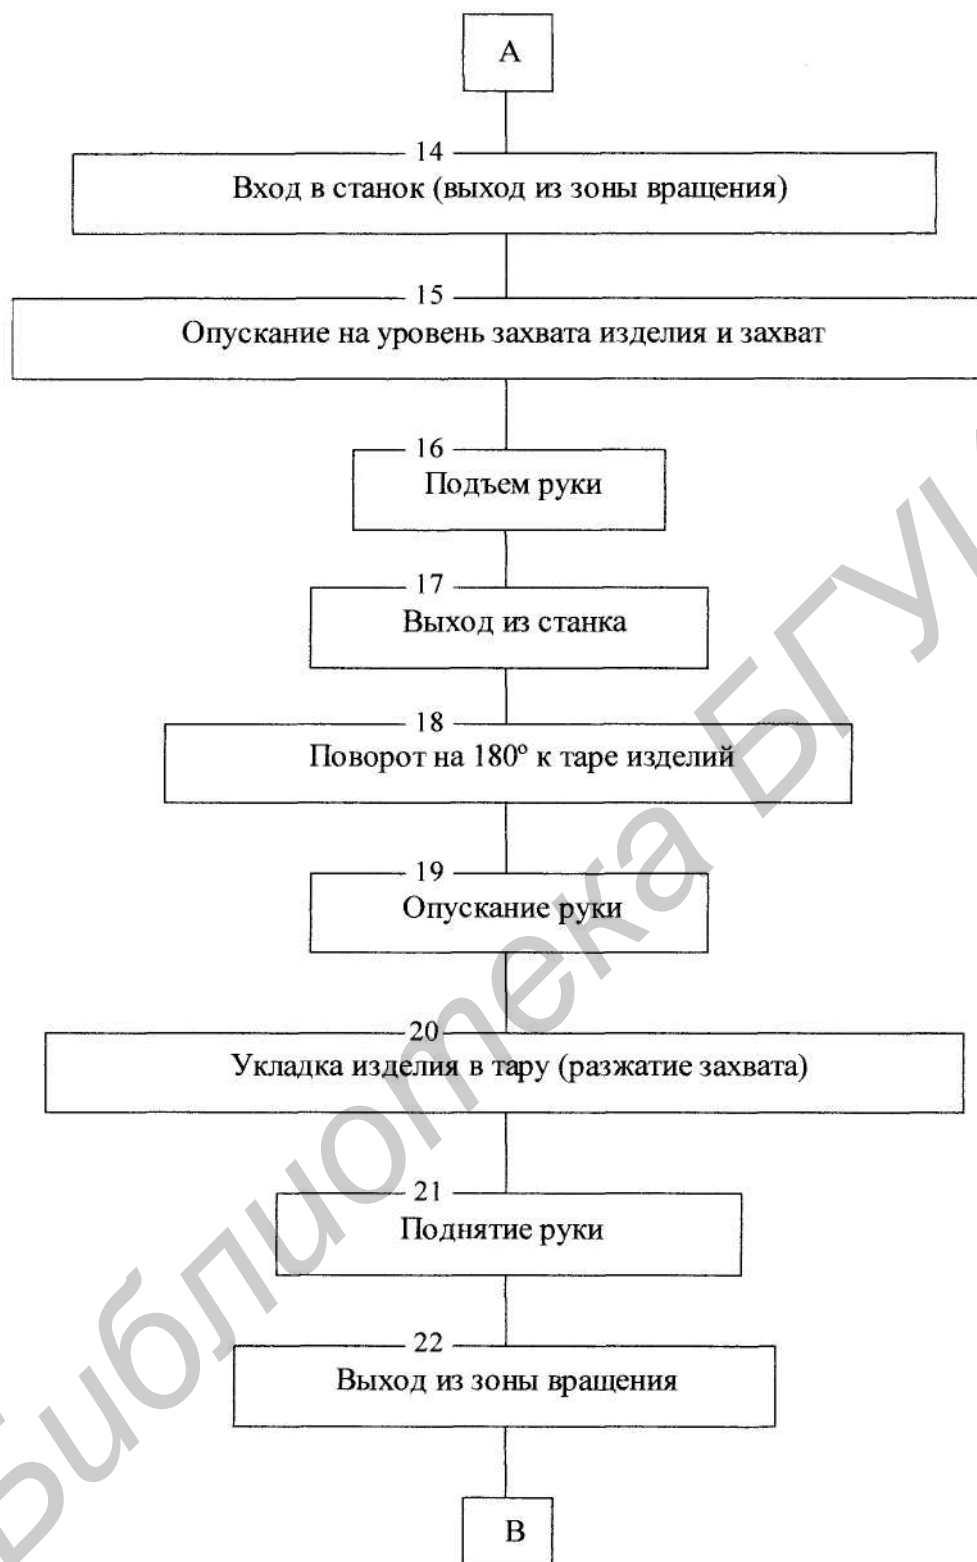 А
14
Вход в станок (выход из зоны вращения)
15
Опускание на уровень захвата изделия и захват
16
Подъем руки
17
Выход из станка
18
Поворот на 180º к таре изделий
19
Опускание руки
20
Укладка изделия в тару (разжатие захвата)
21
Поднятие руки
22
Выход из зоны вращения
В
Библиотека БГУИ